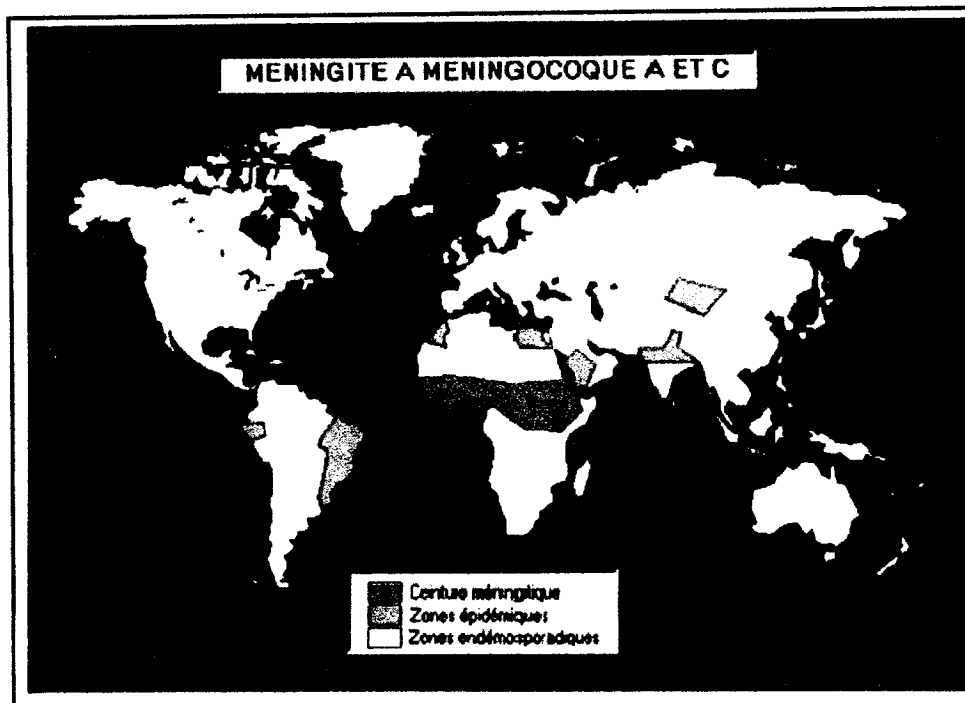 MENINGITE A MENINGOCOQUE A ET C
Ceinture méningitique
Zones épidémiques
Zones endémosporadiques